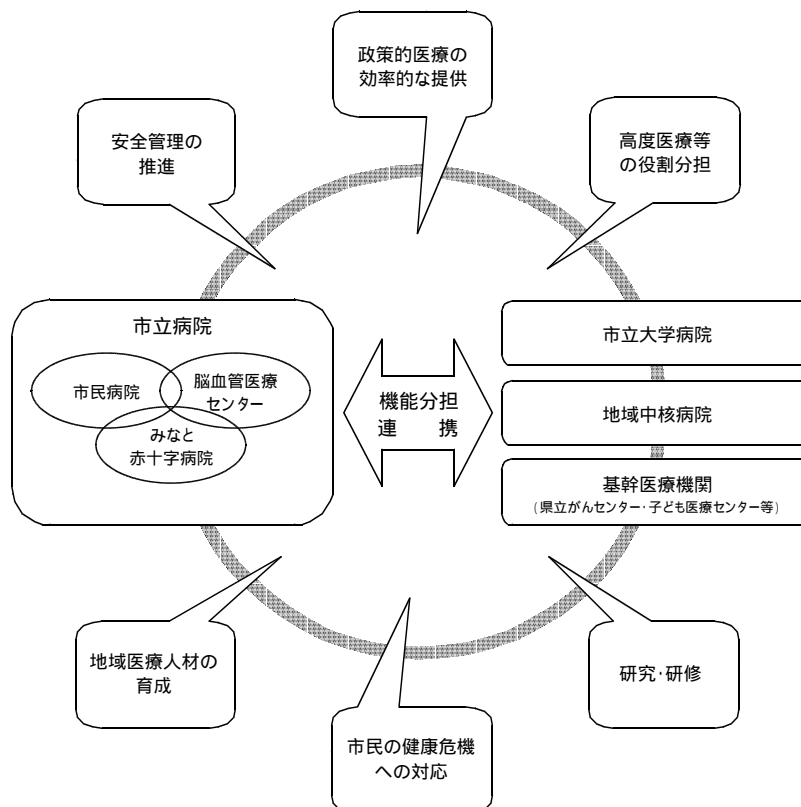 政策的医療の
効率的な提供
安全管理の
推進
高度医療等
の役割分担
市立病院
市民病院
脳血管医療
センター
みなと
赤十字病院
機能分担
連　携
市立大学病院
地域中核病院
基幹医療機関
(県立がんセンター・子ども医療センター等)
地域医療人材の
育成
市民の健康危機
への対応
研究・研修